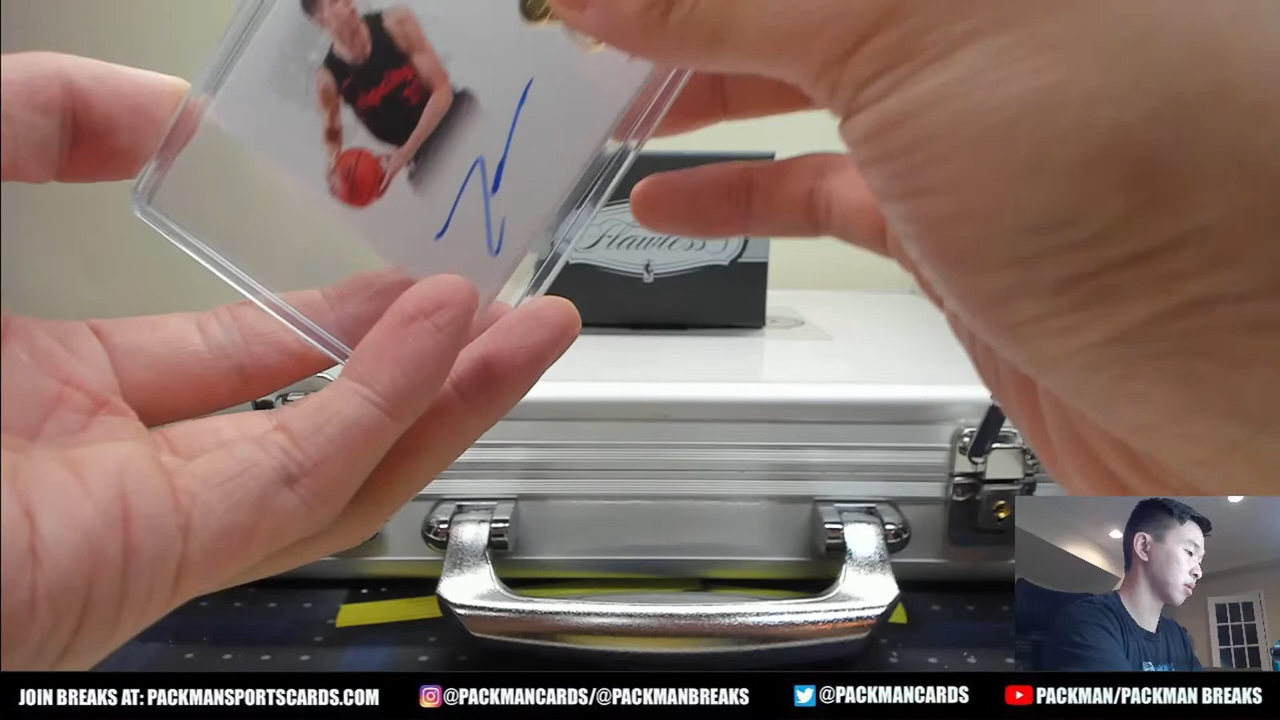 Flawless
JOIN BREAKS AT: PACKMANSPORTSCARDS.COM
@PACKMANCARDS/@PACKMANBREAKS
@PACKMANCARDS
PACKMAN/PACKMAN BREAKS